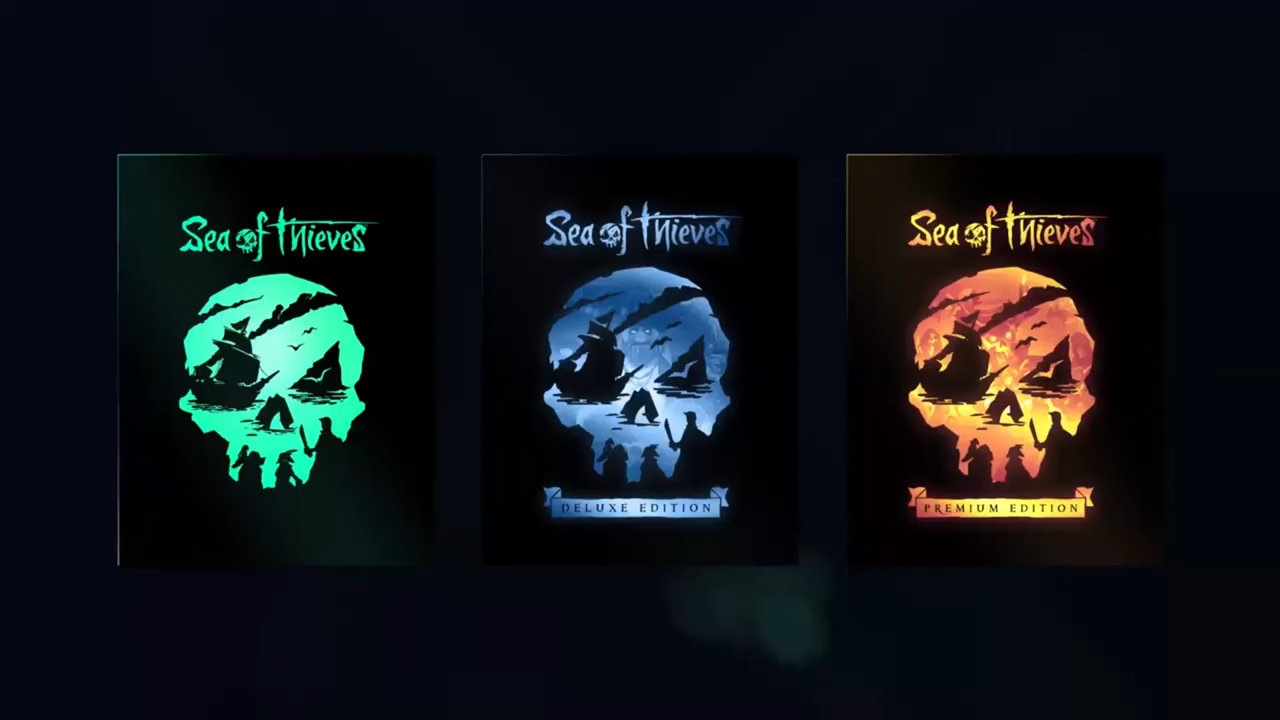 Sea of Thieves
Sea of Thieves
DELUXE EDITION
Sea of Thieves
PREMIUM EDITION